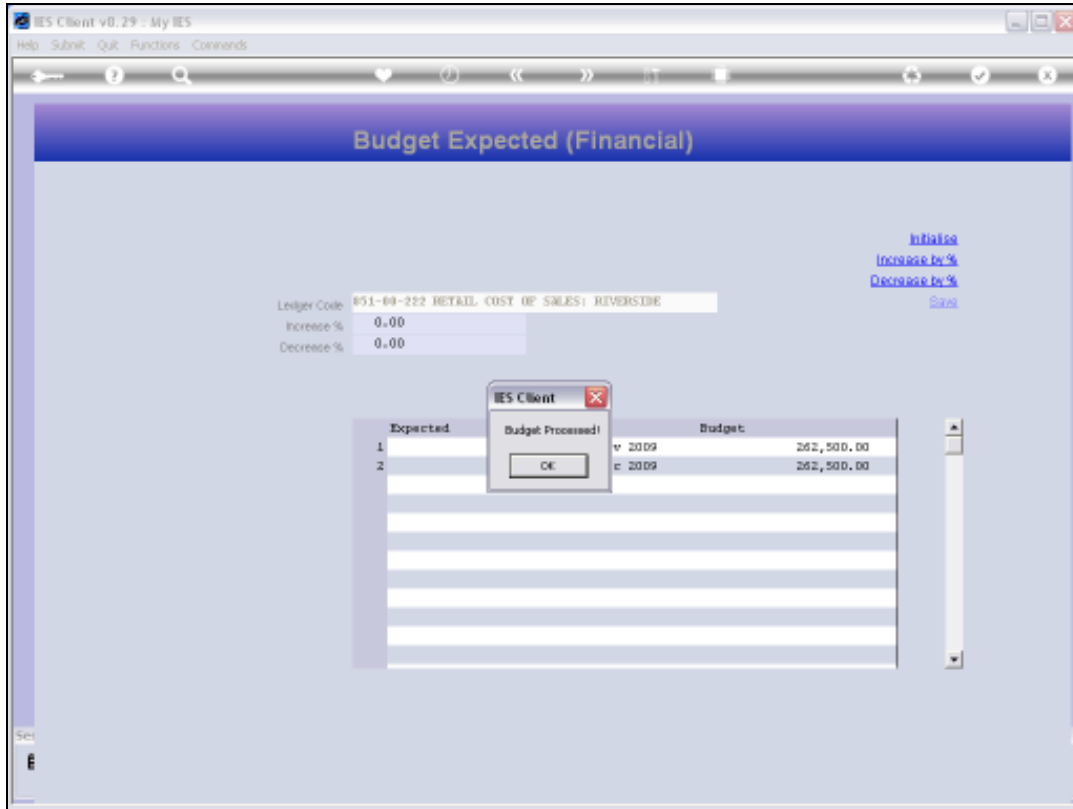 IES Client v8.29 : My IES
Help Submit Quit Functions Commands
Budget Expected (Financial)
Initialise
Increase by %
Decrease by %
Save
Ledger Code 051-00-222 RETAIL COST OF SALES: RIVERSIDE
Increase % 0.00
Decrease % 0.00
IES Client
Budget Processed!
OK
Expected Budget
1 v 2009 262,500.00
2 c 2009 262,500.00
Se